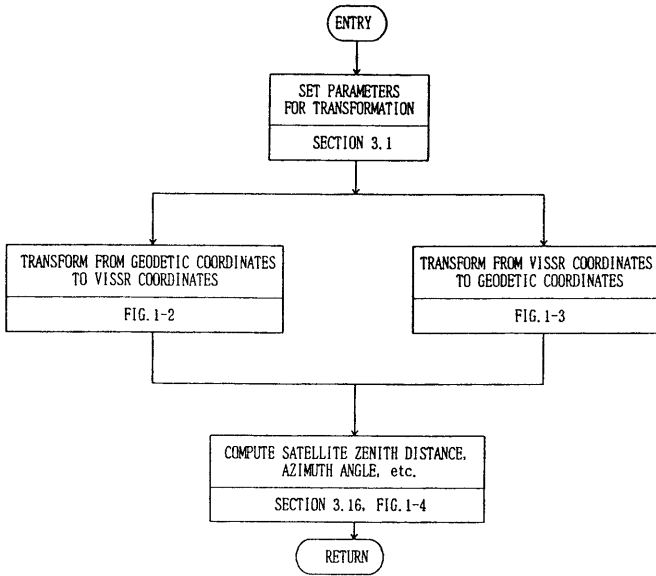 ENTRY
SET PARAMETERS
FOR TRANSFORMATION
SECTION 3.1
TRANSFORM FROM GEODETIC COORDINATES
TO VISSR COORDINATES
FIG.1-2
TRANSFORM FROM VISSR COORDINATES
TO GEODETIC COORDINATES
FIG.1-3
COMPUTE SATELLITE ZENITH DISTANCE,
AZIMUTH ANGLE, etc.
SECTION 3.16, FIG.1-4
RETURN